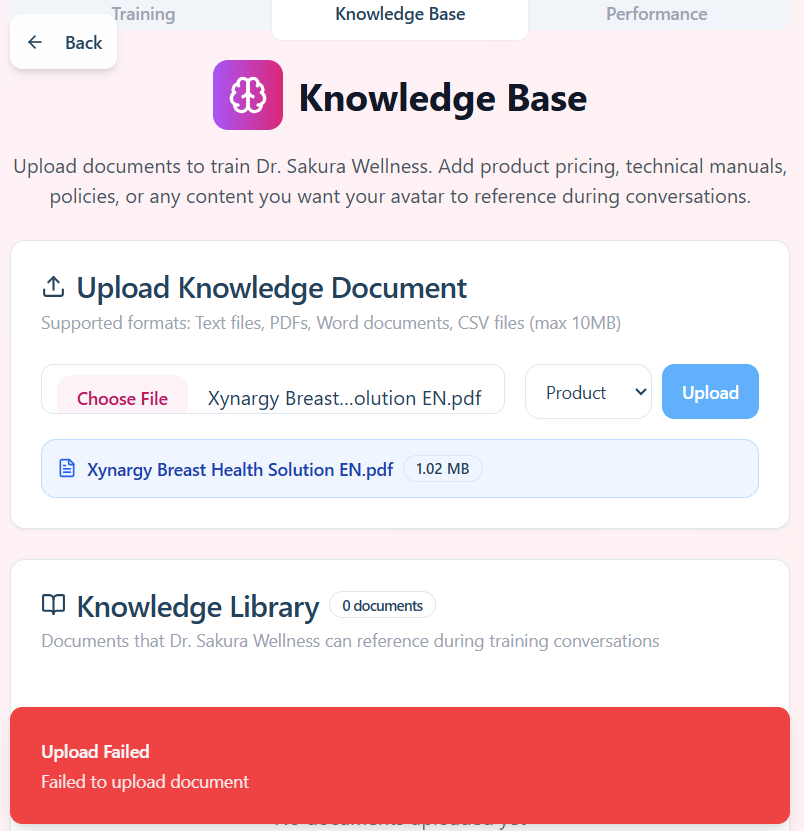 Training
Knowledge Base
Performance
Back
Knowledge Base
Upload documents to train Dr. Sakura Wellness. Add product pricing, technical manuals,
policies, or any content you want your avatar to reference during conversations.
Upload Knowledge Document
Supported formats: Text files, PDFs, Word documents, CSV files (max 10MB)
Choose File Xynargy Breast...olution EN.pdf
Product
Upload
Xynargy Breast Health Solution EN.pdf 1.02 MB
Knowledge Library 0 documents
Documents that Dr. Sakura Wellness can reference during training conversations
Upload Failed
Failed to upload document
No documents uploaded yet